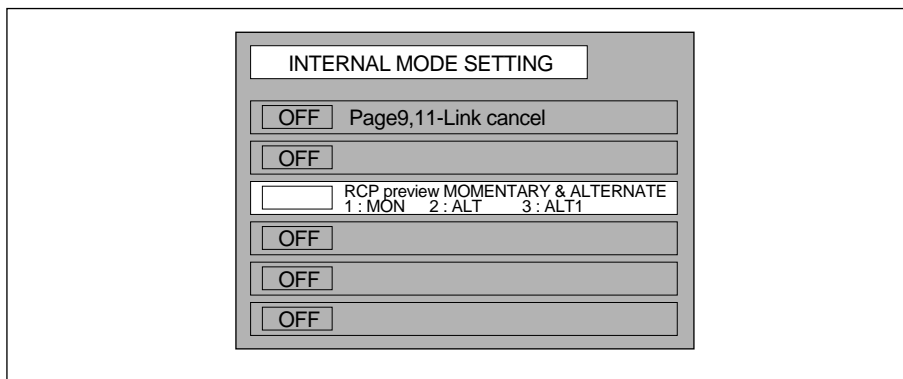 INTERNAL MODE SETTING
OFF Page9,11-Link cancel
OFF
RCP preview MOMENTARY & ALTERNATE
1 : MON 2 : ALT 3 : ALT1
OFF
OFF
OFF